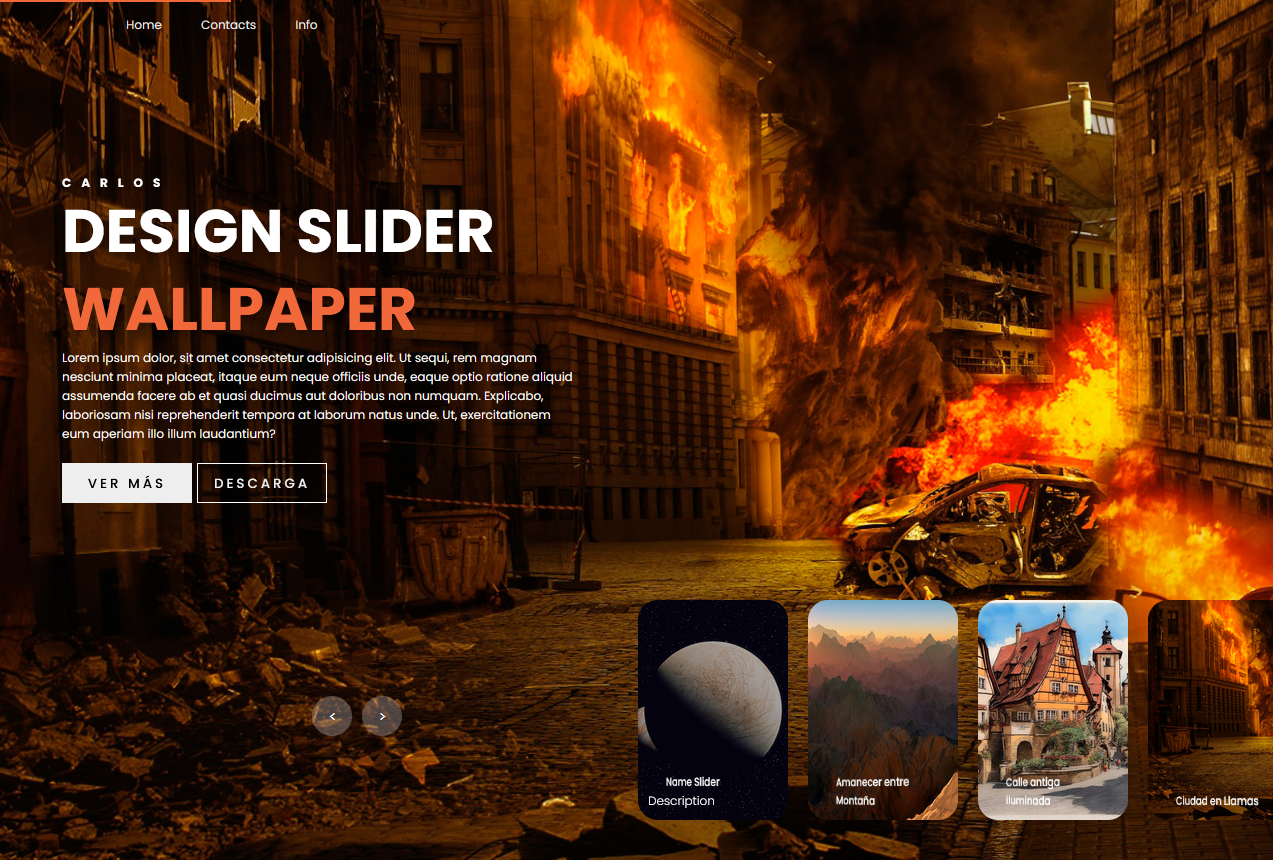 Home Contacts Info
CARLOS
DESIGN SLIDER
WALLPAPER
Lorem ipsum dolor, sit amet consectetur adipisicing elit. Ut sequi, rem magnam
nesciunt minima placeat, itaque eum neque officiis unde, eaque optio ratione aliquid
assumenda facere ab et quasi ducimus aut doloribus non numquam. Explicabo,
laboriosam nisi reprehenderit tempora at laborum natus unde. Ut, exercitationem
eum aperiam illo illum laudantium?
VER MÁS DESCARGA
< >
Name Slider
Description
Amanecer entre
Montaña
Calle antiga
iluminada
Ciudad en Llamas